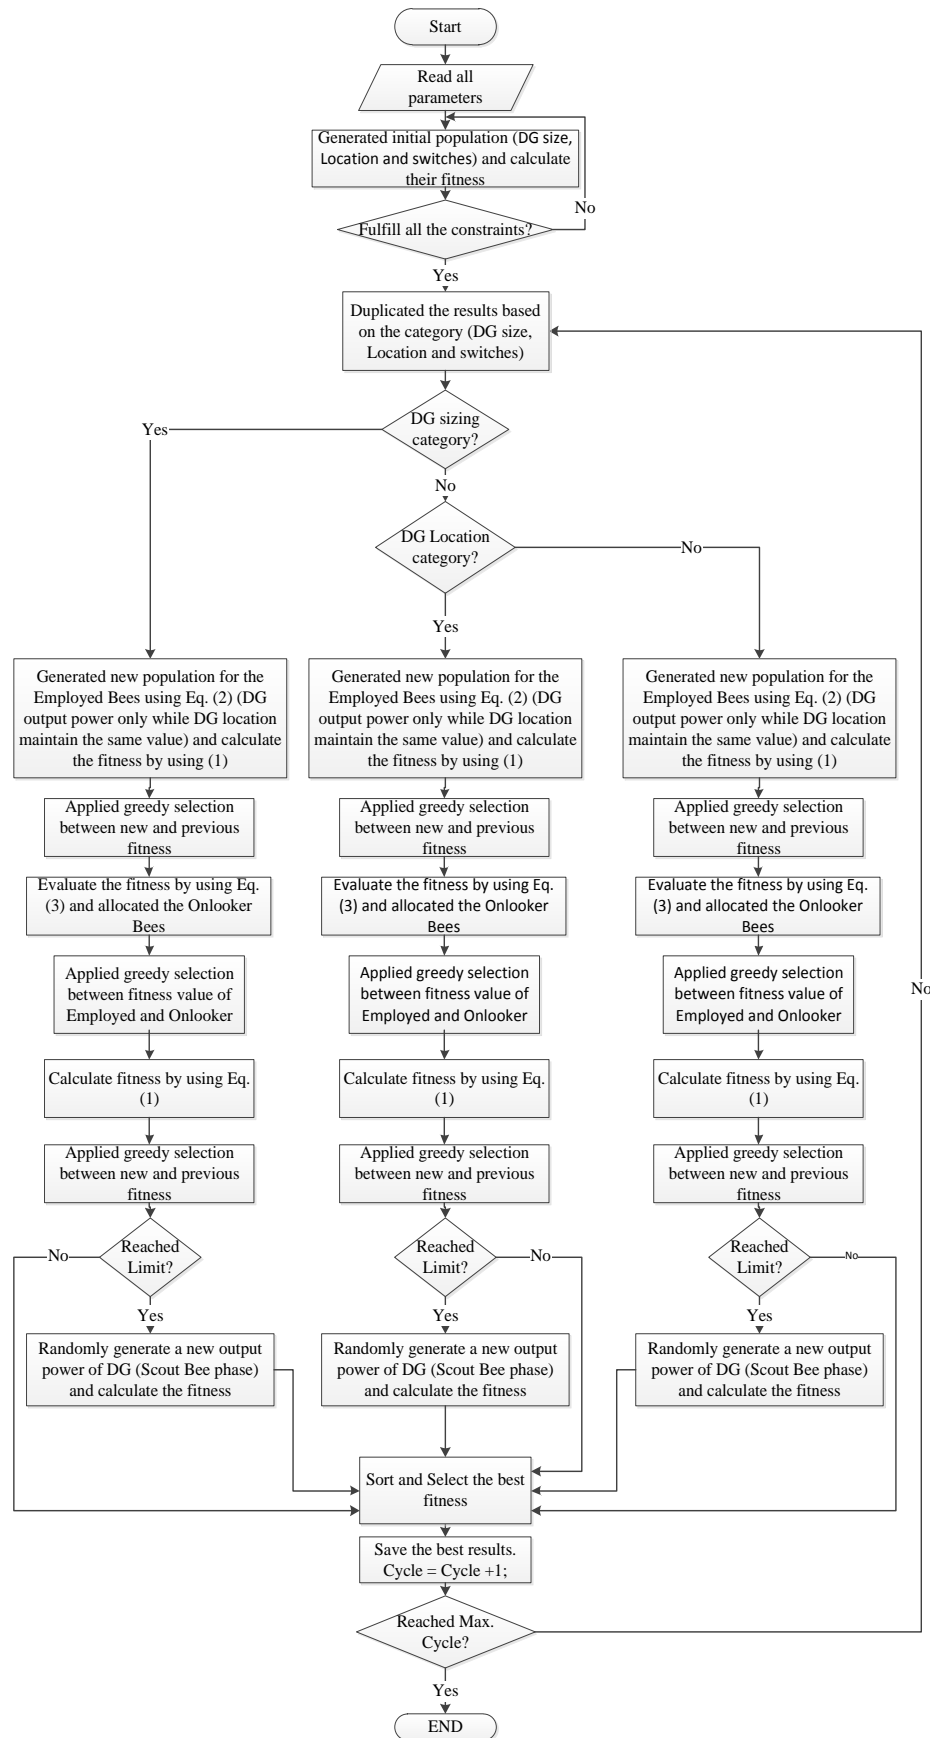 Start
Read all
parameters
Generated initial population (DG size,
Location and switches) and calculate
their fitness
No
Fulfill all the constraints?
Yes
Duplicated the results based
on the category (DG size,
Location and switches)
DG sizing
category?
Yes
No
DG Location
category?
No
Yes
Generated new population for the
Employed Bees using Eq. (2) (DG
output power only while DG location
maintain the same value) and calculate
the fitness by using (1)
Generated new population for the
Employed Bees using Eq. (2) (DG
output power only while DG location
maintain the same value) and calculate
the fitness by using (1)
Generated new population for the
Employed Bees using Eq. (2) (DG
output power only while DG location
maintain the same value) and calculate
the fitness by using (1)
Applied greedy selection
between new and previous
fitness
Applied greedy selection
between new and previous
fitness
Applied greedy selection
between new and previous
fitness
Evaluate the fitness by using Eq.
(3) and allocated the Onlooker
Bees
Evaluate the fitness by using Eq.
(3) and allocated the Onlooker
Bees
Evaluate the fitness by using Eq.
(3) and allocated the Onlooker
Bees
Applied greedy selection
between fitness value of
Employed and Onlooker
Applied greedy selection
between fitness value of
Employed and Onlooker
Applied greedy selection
between fitness value of
Employed and Onlooker
No
Calculate fitness by using Eq.
(1)
Calculate fitness by using Eq.
(1)
Calculate fitness by using Eq.
(1)
Applied greedy selection
between new and previous
fitness
Applied greedy selection
between new and previous
fitness
Applied greedy selection
between new and previous
fitness
No
Reached
Limit?
Reached
Limit?
No
Reached
Limit?
No
Yes
Yes
Yes
Randomly generate a new output
power of DG (Scout Bee phase)
and calculate the fitness
Randomly generate a new output
power of DG (Scout Bee phase)
and calculate the fitness
Randomly generate a new output
power of DG (Scout Bee phase)
and calculate the fitness
Sort and Select the best
fitness
Save the best results.
Cycle = Cycle +1;
Reached Max.
Cycle?
Yes
END